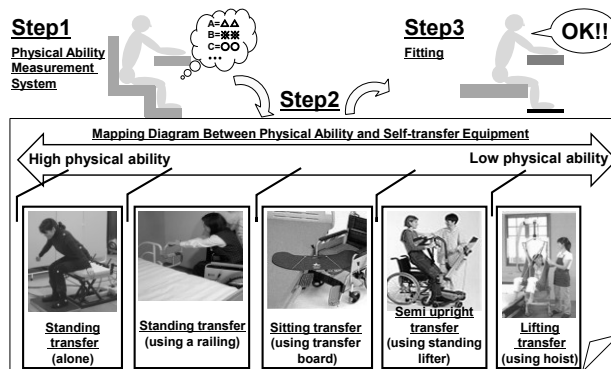 Step1
Physical Ability
Measurement
System
A=△△
B=※※
C=○○
•••
Step2
Step3
Fitting
OK!!
Mapping Diagram Between Physical Ability and Self-transfer Equipment
High physical ability
Low physical ability
Standing
transfer
(alone)
Standing transfer
(using a railing)
Sitting transfer
(using transfer
board)
Semi upright
transfer
(using standing
lifter)
Lifting
transfer
(using hoist)